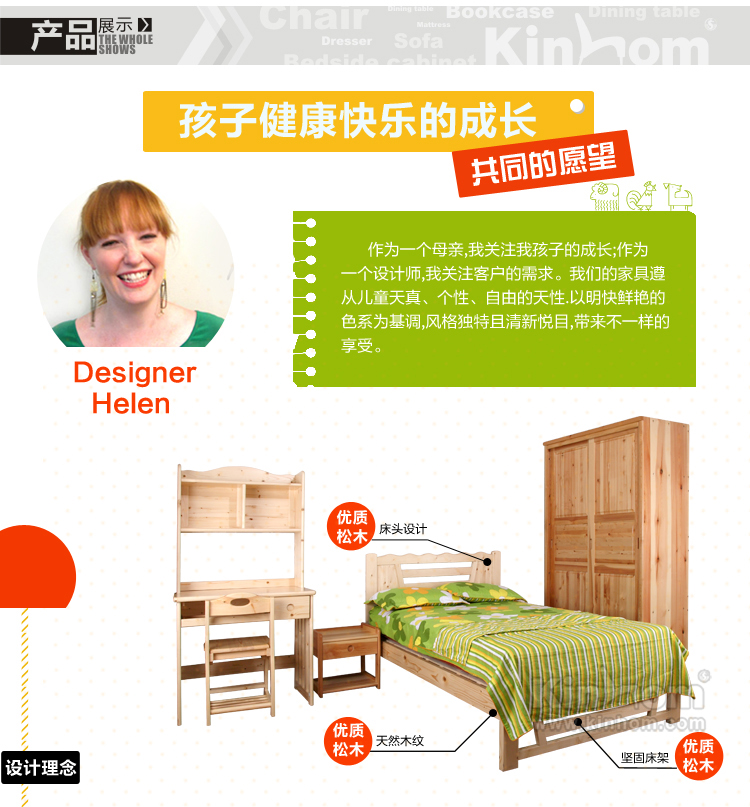 Chair
Dining table
Bookcase
Dining table
Mattress
产品
展示
THE WHOLE
SHOWS
Dresser
Sofa
Kinhom
Bedside cabinet
孩子健康快乐的成长
共同的愿望
作为一个母亲,我关注我孩子的成长;作为
一个设计师,我关注客户的需求。我们的家具遵
从儿童天真、个性、自由的天性.以明快鲜艳的
色系为基调,风格独特且清新悦目,带来不一样的
享受。
Designer
Helen
优质
松木
床头设计
Kinhom
www.kinhom.com
优质
松木
天然木纹
坚固床架
优质
松木
设计理念